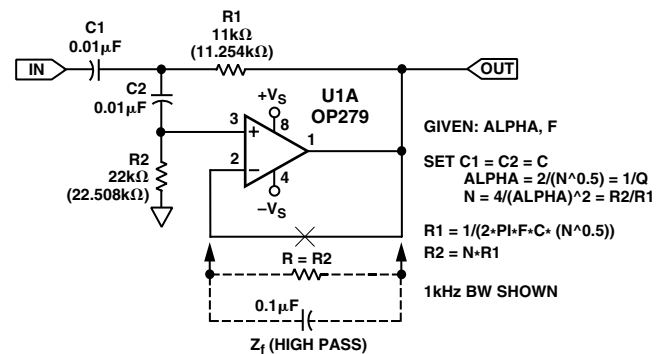 C1
0.01µF
R1
11kΩ
(11.254kΩ)
IN
OUT
C2
0.01µF
+VS
U1A
OP279
3
8
1
2
4
–VS
R2
22kΩ
(22.508kΩ)
R = R2
0.1µF
Zf (HIGH PASS)
GIVEN: ALPHA, F
SET C1 = C2 = C
ALPHA = 2/(N^0.5) = 1/Q
N = 4/(ALPHA)^2 = R2/R1
R1 = 1/(2*PI*F*C* (N^0.5))
R2 = N*R1
1kHz BW SHOWN